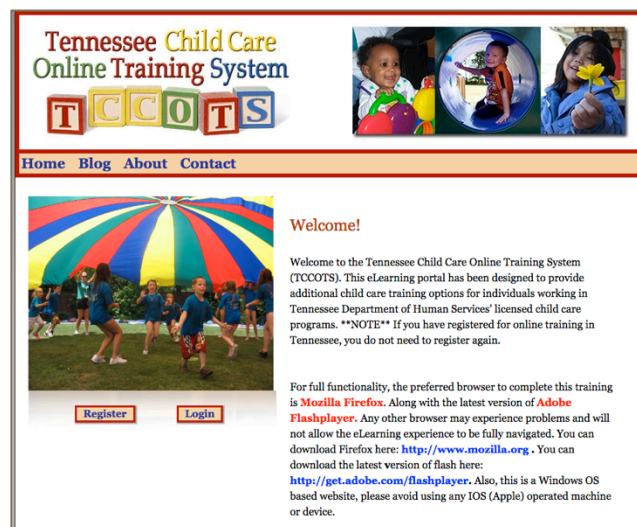 Tennessee Child Care
Online Training System
TCCOTS
Home Blog About Contact
Welcome!
Welcome to the Tennessee Child Care Online Training System
(TCCOTS). This eLearning portal has been designed to provide
additional child care training options for individuals working in
Tennessee Department of Human Services' licensed child care
programs. **NOTE** If you have registered for online training in
Tennessee, you do not need to register again.
For full functionality, the preferred browser to complete this training
is Mozilla Firefox. Along with the latest version of Adobe
Flashplayer. Any other browser may experience problems and will
not allow the eLearning experience to be fully navigated. You can
download Firefox here: http://www.mozilla.org . You can
download the latest version of flash here:
http://get.adobe.com/flashplayer. Also, this is a Windows OS
based website, please avoid using any IOS (Apple) operated machine
or device.
Register Login